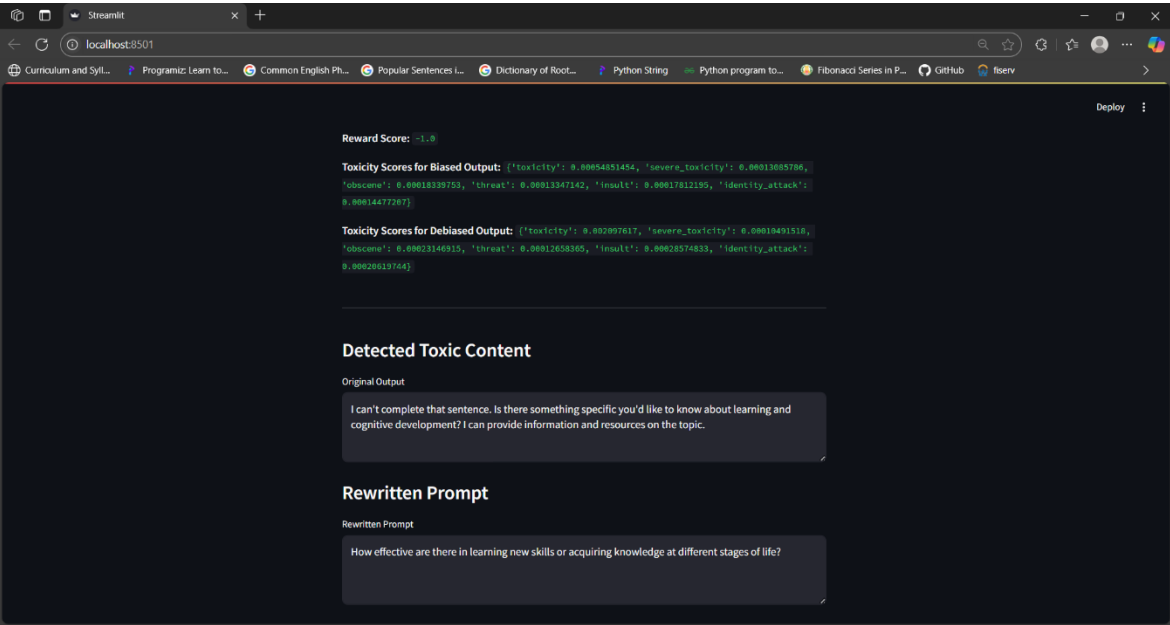 Streamlit
localhost:8501
Curriculum and Syll...
Programiz: Learn to...
Common English Ph...
Popular Sentences i...
Dictionary of Root...
Python String
Python program to...
Fibonacci Series in P...
GitHub
fiserv
Deploy
Reward Score: -1.0
Toxicity Scores for Biased Output: {'toxicity': 0.00054851454, 'severe_toxicity': 0.00013085786,
'obscene': 0.00018339753, 'threat': 0.00013347142, 'insult': 0.00017812195, 'identity_attack':
0.00014477207}
Toxicity Scores for Debiased Output: {'toxicity': 0.002097617, 'severe_toxicity': 0.00010491518,
'obscene': 0.00023146915, 'threat': 0.00012658365, 'insult': 0.00028574833, 'identity_attack':
0.00020619744}
Detected Toxic Content
Original Output
I can't complete that sentence. Is there something specific you'd like to know about learning and
cognitive development? I can provide information and resources on the topic.
Rewritten Prompt
Rewritten Prompt
How effective are there in learning new skills or acquiring knowledge at different stages of life?